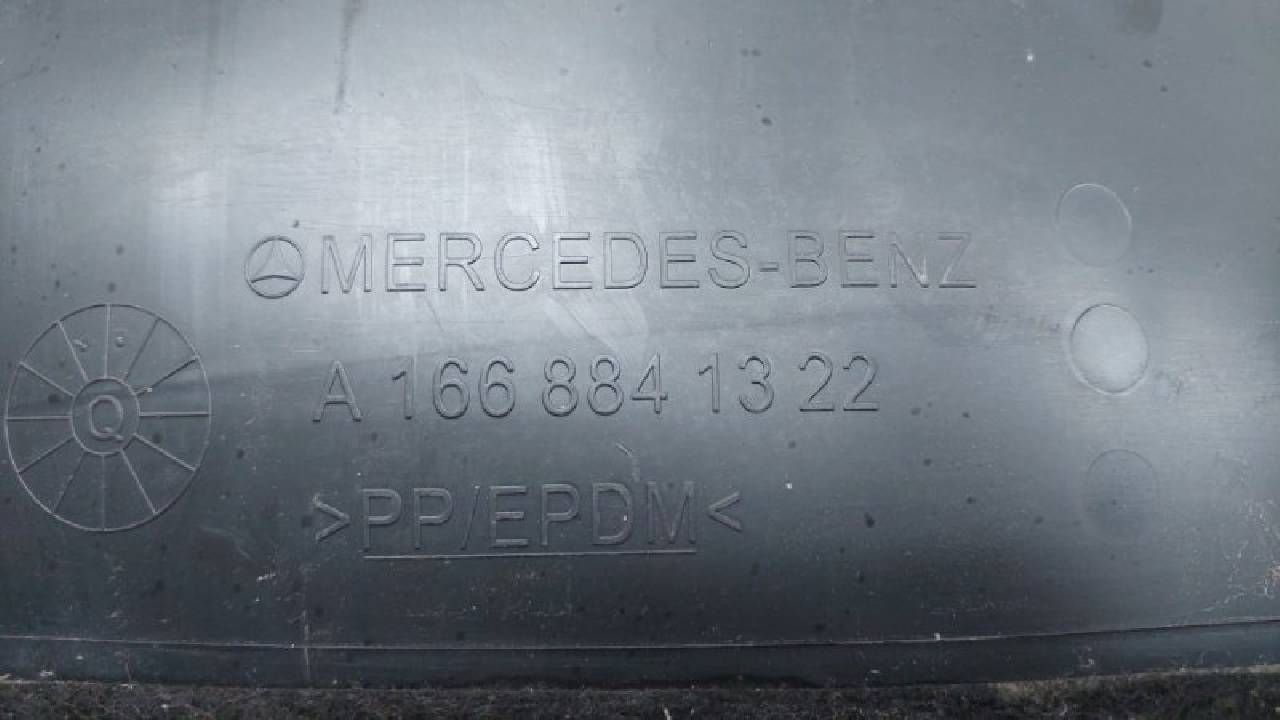 MERCEDES-BENZ
A 166 884 13 22
Q
>PP/EPDM<